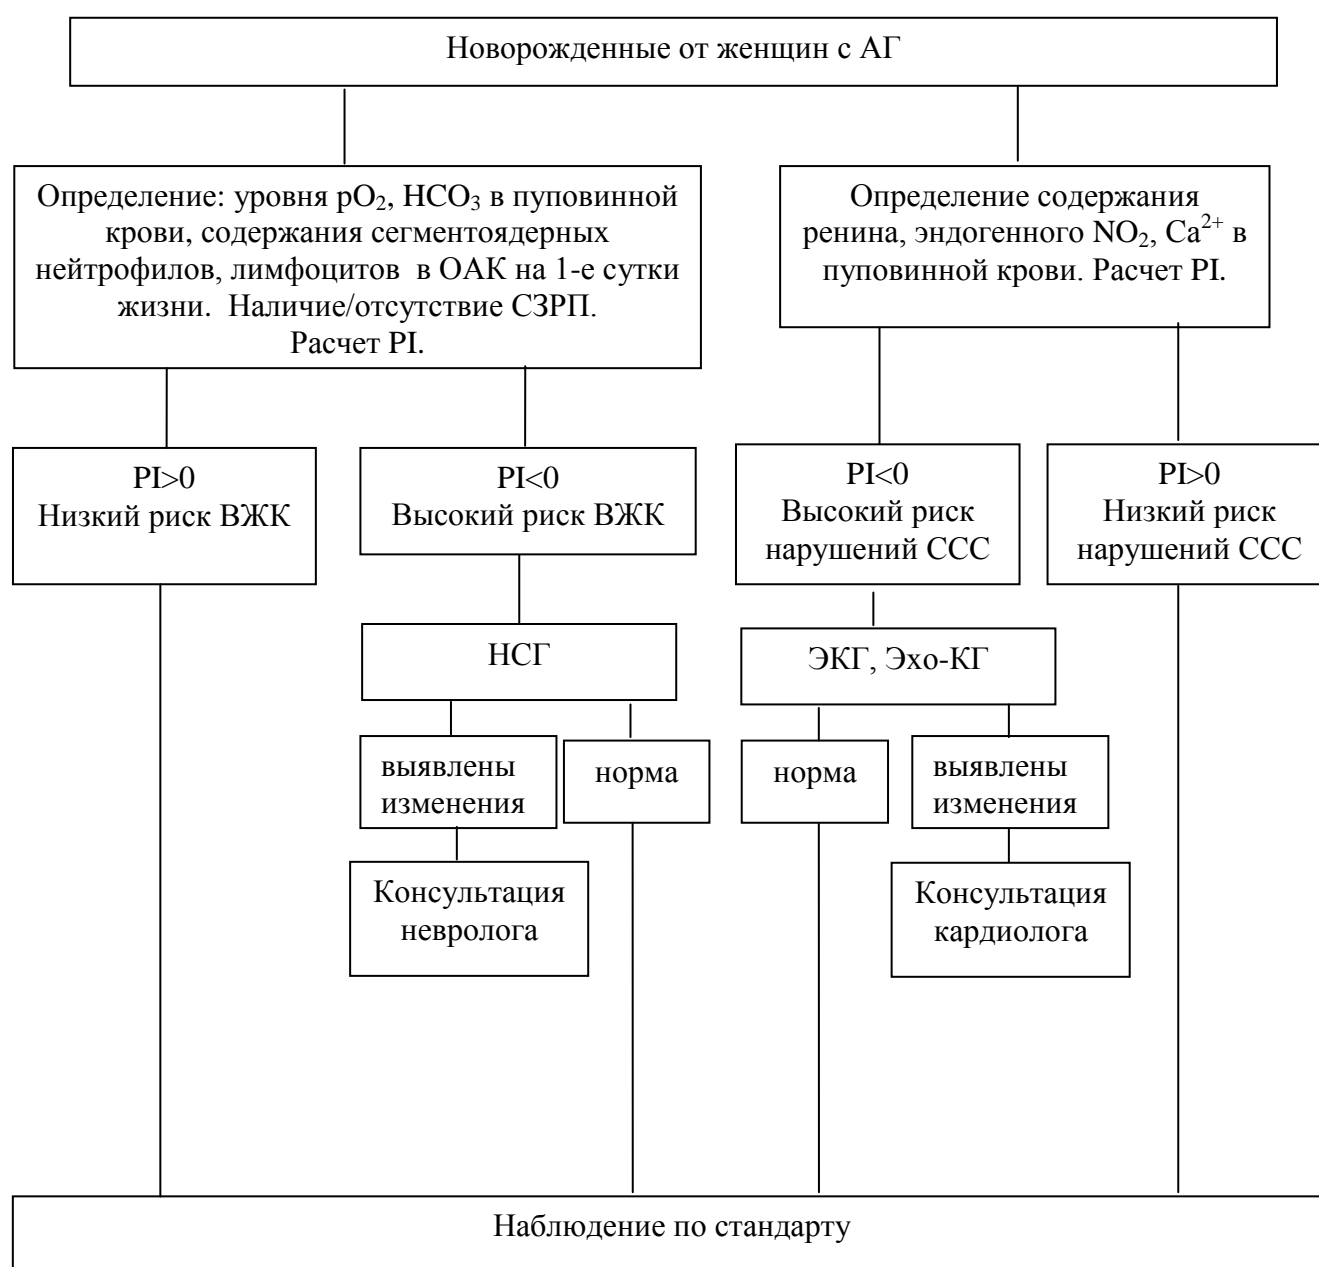 Новорожденные от женщин с АГ
Определение: уровня pO₂, HCO₃ в пуповинной
крови, содержания сегментоядерных
нейтрофилов, лимфоцитов в ОАК на 1-е сутки
жизни. Наличие/отсутствие СЗРП.
Расчет PI.
Определение содержания
ренина, эндогенного NO₂, Ca²⁺ в
пуповинной крови. Расчет PI.
PI>0
Низкий риск ВЖК
PI<0
Высокий риск ВЖК
PI<0
Высокий риск
нарушений ССС
PI>0
Низкий риск
нарушений ССС
НСГ
ЭКГ, Эхо-КГ
выявлены
изменения
норма
норма
выявлены
изменения
Консультация
невролога
Консультация
кардиолога
Наблюдение по стандарту